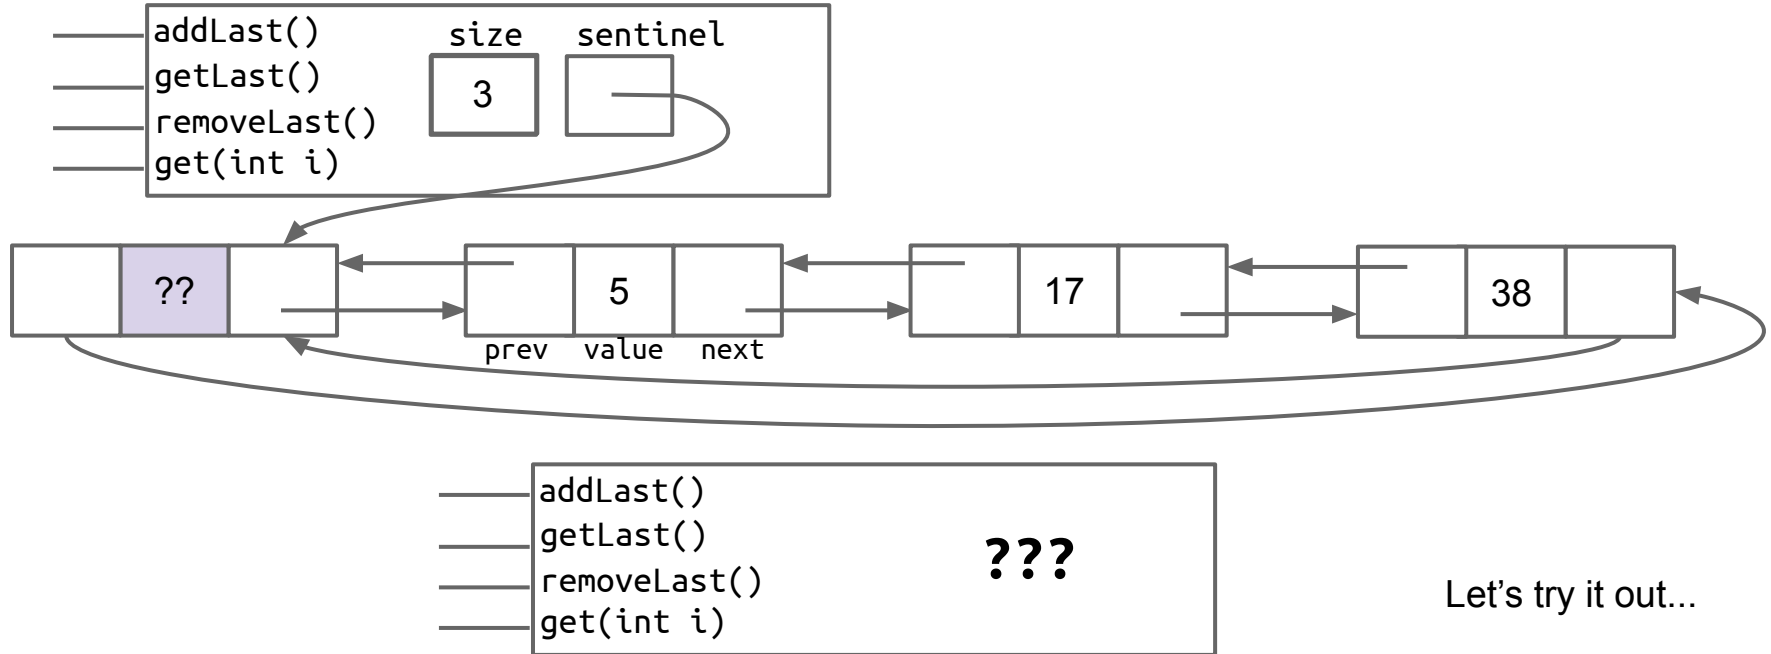 addLast()
getLast()
removeLast()
get(int i)
size
sentinel
3
??
5
17
38
prev
value
next
addLast()
getLast()
removeLast()
get(int i)
???
Let’s try it out...